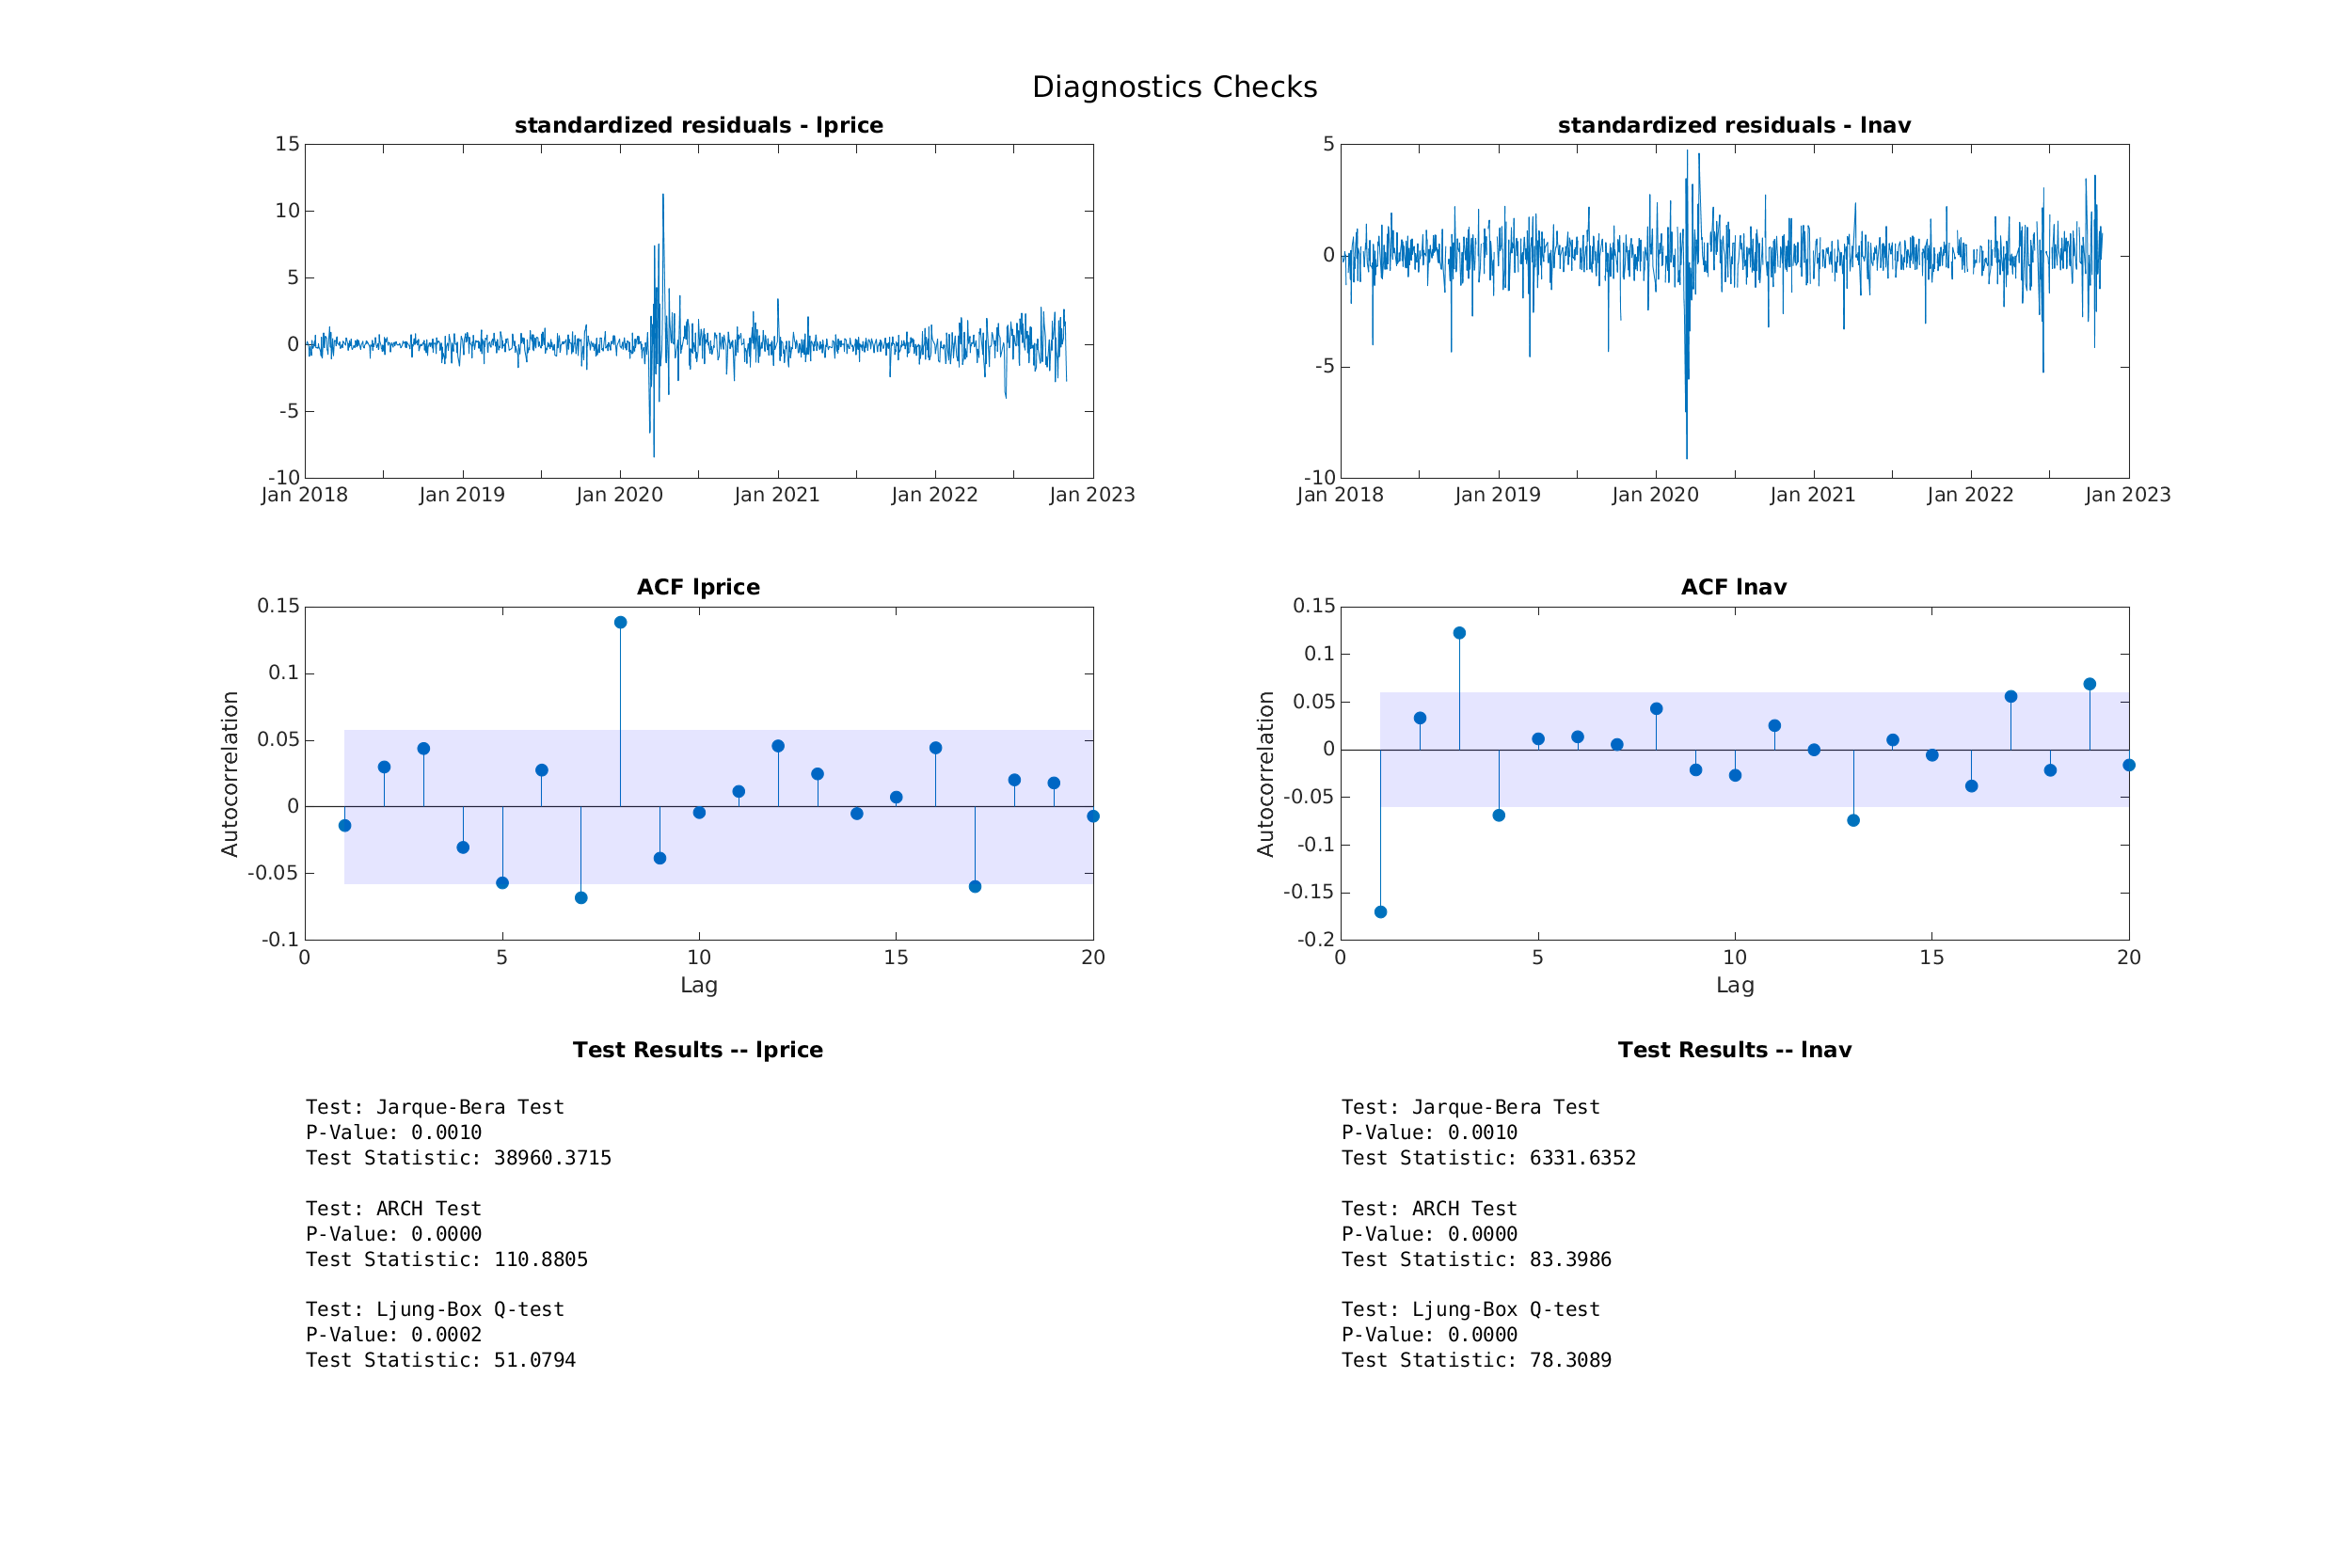 Diagnostics Checks
standardized residuals - lprice
15
10
5
0
-5
-10
Jan 2018 Jan 2019 Jan 2020 Jan 2021 Jan 2022 Jan 2023
standardized residuals - lnav
5
0
-5
-10
Jan 2018 Jan 2019 Jan 2020 Jan 2021 Jan 2022 Jan 2023
ACF lprice
Autocorrelation
0.15
0.1
0.05
0
-0.05
-0.1
0 5 10 15 20
Lag
ACF lnav
Autocorrelation
0.15
0.1
0.05
0
-0.05
-0.1
-0.15
-0.2
0 5 10 15 20
Lag
Test Results -- lprice
Test: Jarque-Bera Test
P-Value: 0.0010
Test Statistic: 38960.3715
Test: ARCH Test
P-Value: 0.0000
Test Statistic: 110.8805
Test: Ljung-Box Q-test
P-Value: 0.0002
Test Statistic: 51.0794
Test Results -- lnav
Test: Jarque-Bera Test
P-Value: 0.0010
Test Statistic: 6331.6352
Test: ARCH Test
P-Value: 0.0000
Test Statistic: 83.3986
Test: Ljung-Box Q-test
P-Value: 0.0000
Test Statistic: 78.3089